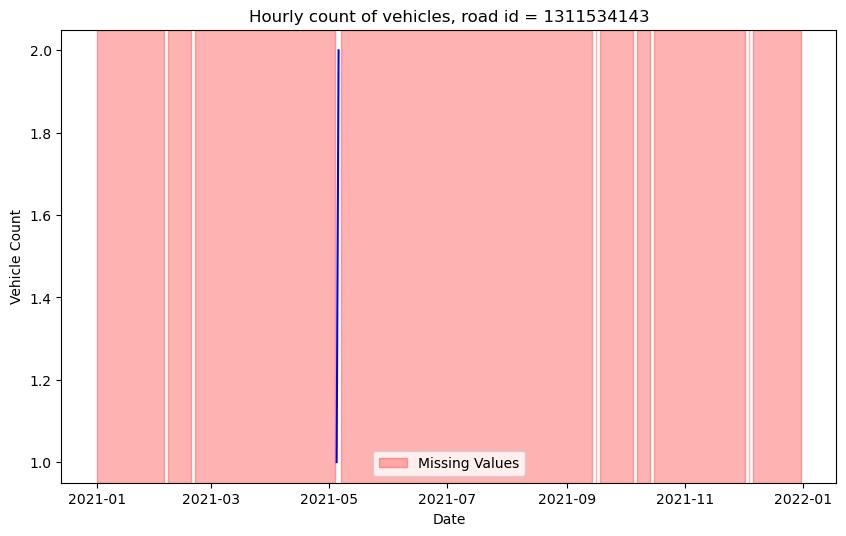 Hourly count of vehicles, road id = 1311534143
Vehicle Count
2.0
1.8
1.6
1.4
1.2
1.0
Missing Values
2021-01 2021-03 2021-05 2021-07 2021-09 2021-11 2022-01
Date